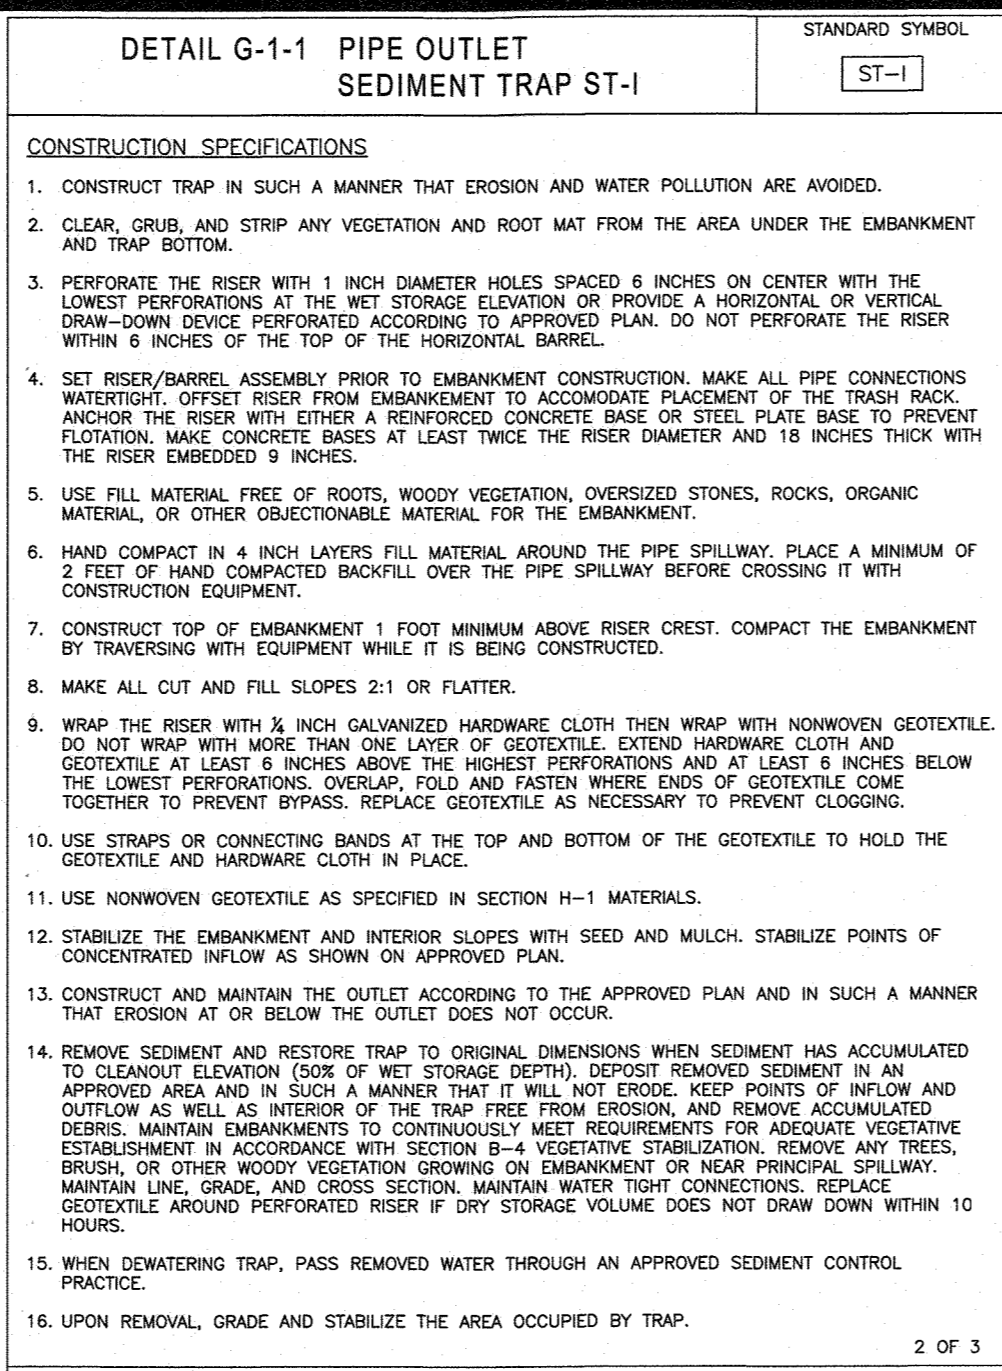 DETAIL G-1-1 PIPE OUTLET
SEDIMENT TRAP ST-I
STANDARD SYMBOL
ST-I
CONSTRUCTION SPECIFICATIONS
1. CONSTRUCT TRAP IN SUCH A MANNER THAT EROSION AND WATER POLLUTION ARE AVOIDED.
2. CLEAR, GRUB, AND STRIP ANY VEGETATION AND ROOT MAT FROM THE AREA UNDER THE EMBANKMENT
AND TRAP BOTTOM.
3. PERFORATE THE RISER WITH 1 INCH DIAMETER HOLES SPACED 6 INCHES ON CENTER WITH THE
LOWEST PERFORATIONS AT THE WET STORAGE ELEVATION OR PROVIDE A HORIZONTAL OR VERTICAL
DRAW-DOWN DEVICE PERFORATED ACCORDING TO APPROVED PLAN. DO NOT PERFORATE THE RISER
WITHIN 6 INCHES OF THE TOP OF THE HORIZONTAL BARREL.
4. SET RISER/BARREL ASSEMBLY PRIOR TO EMBANKMENT CONSTRUCTION. MAKE ALL PIPE CONNECTIONS
WATERTIGHT. OFFSET RISER FROM EMBANKEMENT TO ACCOMODATE PLACEMENT OF THE TRASH RACK.
ANCHOR THE RISER WITH EITHER A REINFORCED CONCRETE BASE OR STEEL PLATE BASE TO PREVENT
FLOTATION. MAKE CONCRETE BASES AT LEAST TWICE THE RISER DIAMETER AND 18 INCHES THICK WITH
THE RISER EMBEDDED 9 INCHES.
5. USE FILL MATERIAL FREE OF ROOTS, WOODY VEGETATION, OVERSIZED STONES, ROCKS, ORGANIC
MATERIAL, OR OTHER OBJECTIONABLE MATERIAL FOR THE EMBANKMENT.
6. HAND COMPACT IN 4 INCH LAYERS FILL MATERIAL AROUND THE PIPE SPILLWAY. PLACE A MINIMUM OF
2 FEET OF HAND COMPACTED BACKFILL OVER THE PIPE SPILLWAY BEFORE CROSSING IT WITH
CONSTRUCTION EQUIPMENT.
7. CONSTRUCT TOP OF EMBANKMENT 1 FOOT MINIMUM ABOVE RISER CREST. COMPACT THE EMBANKMENT
BY TRAVERSING WITH EQUIPMENT WHILE IT IS BEING CONSTRUCTED.
8. MAKE ALL CUT AND FILL SLOPES 2:1 OR FLATTER.
9. WRAP THE RISER WITH ¼ INCH GALVANIZED HARDWARE CLOTH THEN WRAP WITH NONWOVEN GEOTEXTILE.
DO NOT WRAP WITH MORE THAN ONE LAYER OF GEOTEXTILE. EXTEND HARDWARE CLOTH AND
GEOTEXTILE AT LEAST 6 INCHES ABOVE THE HIGHEST PERFORATIONS AND AT LEAST 6 INCHES BELOW
THE LOWEST PERFORATIONS. OVERLAP, FOLD AND FASTEN WHERE ENDS OF GEOTEXTILE COME
TOGETHER TO PREVENT BYPASS. REPLACE GEOTEXTILE AS NECESSARY TO PREVENT CLOGGING.
10. USE STRAPS OR CONNECTING BANDS AT THE TOP AND BOTTOM OF THE GEOTEXTILE TO HOLD THE
GEOTEXTILE AND HARDWARE CLOTH IN PLACE.
11. USE NONWOVEN GEOTEXTILE AS SPECIFIED IN SECTION H-1 MATERIALS.
12. STABILIZE THE EMBANKMENT AND INTERIOR SLOPES WITH SEED AND MULCH. STABILIZE POINTS OF
CONCENTRATED INFLOW AS SHOWN ON APPROVED PLAN.
13. CONSTRUCT AND MAINTAIN THE OUTLET ACCORDING TO THE APPROVED PLAN AND IN SUCH A MANNER
THAT EROSION AT OR BELOW THE OUTLET DOES NOT OCCUR.
14. REMOVE SEDIMENT AND RESTORE TRAP TO ORIGINAL DIMENSIONS WHEN SEDIMENT HAS ACCUMULATED
TO CLEANOUT ELEVATION (50% OF WET STORAGE DEPTH). DEPOSIT REMOVED SEDIMENT IN AN
APPROVED AREA AND IN SUCH A MANNER THAT IT WILL NOT ERODE. KEEP POINTS OF INFLOW AND
OUTFLOW AS WELL AS INTERIOR OF THE TRAP FREE FROM EROSION, AND REMOVE ACCUMULATED
DEBRIS. MAINTAIN EMBANKMENTS TO CONTINUOUSLY MEET REQUIREMENTS FOR ADEQUATE VEGETATIVE
ESTABLISHMENT IN ACCORDANCE WITH SECTION B-4 VEGETATIVE STABILIZATION. REMOVE ANY TREES,
BRUSH, OR OTHER WOODY VEGETATION GROWING ON EMBANKMENT OR NEAR PRINCIPAL SPILLWAY.
MAINTAIN LINE, GRADE, AND CROSS SECTION. MAINTAIN WATER TIGHT CONNECTIONS. REPLACE
GEOTEXTILE AROUND PERFORATED RISER IF DRY STORAGE VOLUME DOES NOT DRAW DOWN WITHIN 10
HOURS.
15. WHEN DEWATERING TRAP, PASS REMOVED WATER THROUGH AN APPROVED SEDIMENT CONTROL
PRACTICE.
16. UPON REMOVAL, GRADE AND STABILIZE THE AREA OCCUPIED BY TRAP.
2 OF 3